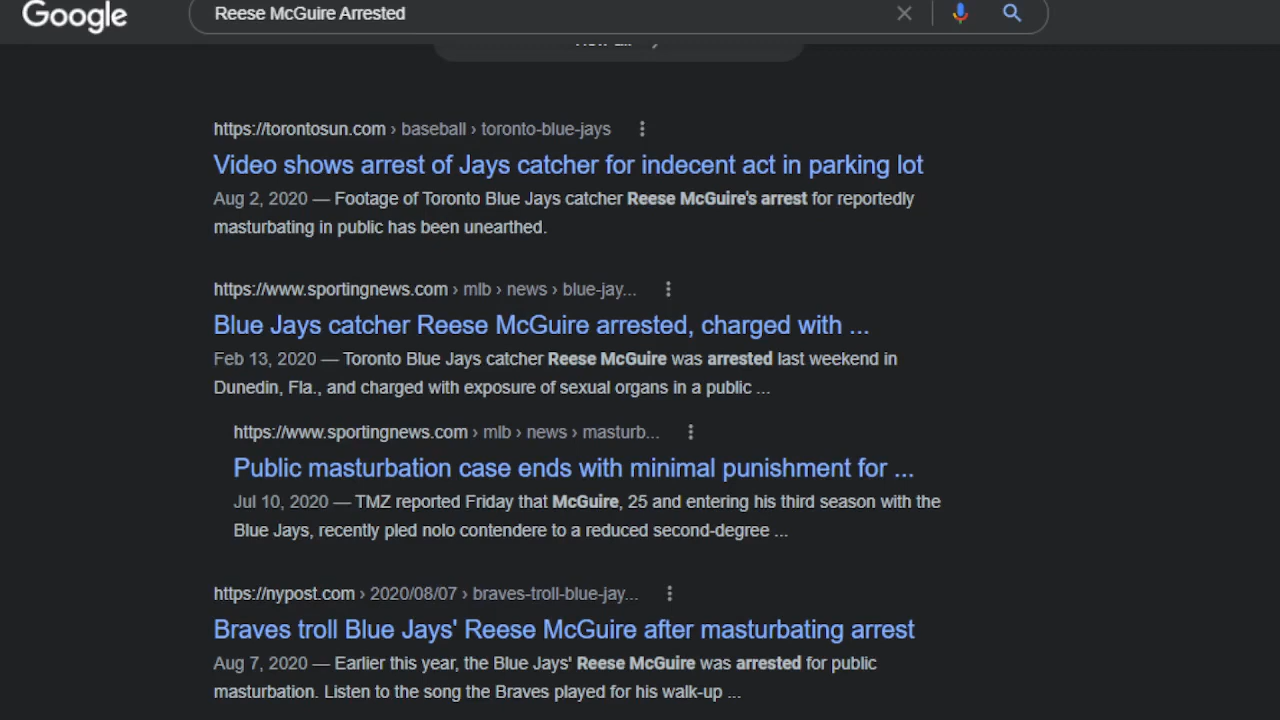 Google
Reese McGuire Arrested
https://torontosun.com › baseball › toronto-blue-jays
Video shows arrest of Jays catcher for indecent act in parking lot
Aug 2, 2020 — Footage of Toronto Blue Jays catcher Reese McGuire's arrest for reportedly
masturbating in public has been unearthed.
https://www.sportingnews.com › mlb › news › blue-jay...
Blue Jays catcher Reese McGuire arrested, charged with ...
Feb 13, 2020 — Toronto Blue Jays catcher Reese McGuire was arrested last weekend in
Dunedin, Fla., and charged with exposure of sexual organs in a public ...
https://www.sportingnews.com › mlb › news › masturb...
Public masturbation case ends with minimal punishment for ...
Jul 10, 2020 — TMZ reported Friday that McGuire, 25 and entering his third season with the
Blue Jays, recently pled nolo contendere to a reduced second-degree ...
https://nypost.com › 2020/08/07 › braves-troll-blue-jay...
Braves troll Blue Jays' Reese McGuire after masturbating arrest
Aug 7, 2020 — Earlier this year, the Blue Jays' Reese McGuire was arrested for public
masturbation. Listen to the song the Braves played for his walk-up ...